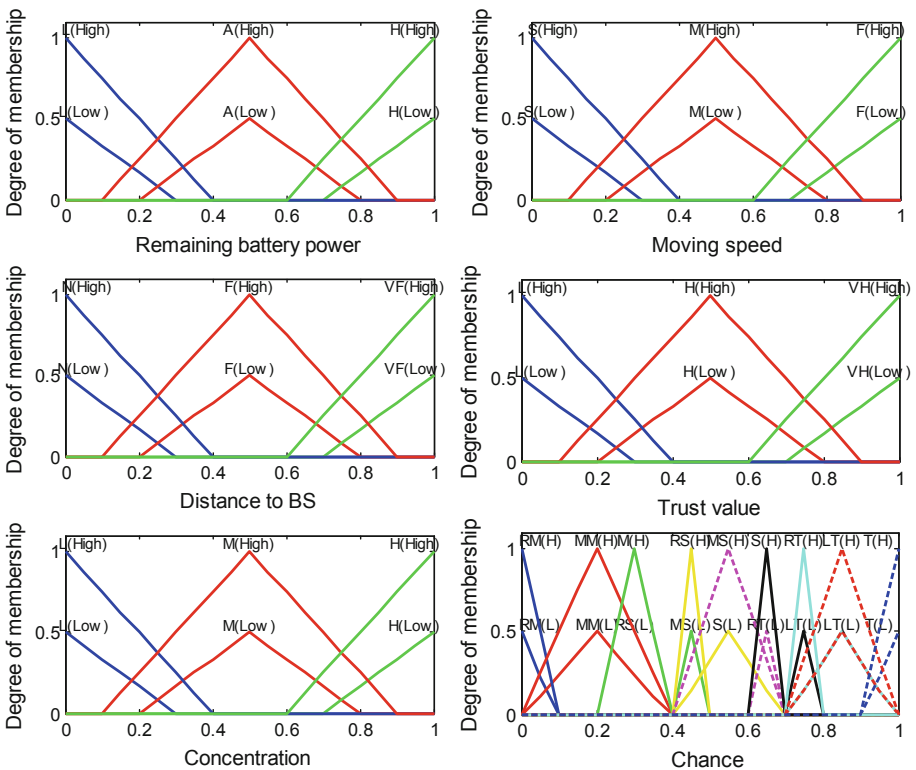 L(High) A(High) H(High)
1
L(Low) A(Low) H(Low)
0.5
0
0 0.2 0.4 0.6 0.8 1
Degree of membership
Remaining battery power
S(High) M(High) F(High)
1
S(Low) M(Low) F(Low)
0.5
0
0 0.2 0.4 0.6 0.8 1
Degree of membership
Moving speed
N(High) F(High) VF(High)
1
N(Low) F(Low) VF(Low)
0.5
0
0 0.2 0.4 0.6 0.8 1
Degree of membership
Distance to BS
L(High) H(High) VH(High)
1
L(Low) H(Low) VH(Low)
0.5
0
0 0.2 0.4 0.6 0.8 1
Degree of membership
Trust value
L(High) M(High) H(High)
1
L(Low) M(Low) H(Low)
0.5
0
0 0.2 0.4 0.6 0.8 1
Degree of membership
Concentration
RM(H) MM(H) M(H) RS(H) MS(H) S(H) RT(H) LT(H) T(H)
1
RM(L) MM(L) RS(L) MS(L) S(L) RT(L) LT(L) LT(L) T(L)
0.5
0
0 0.2 0.4 0.6 0.8 1
Degree of membership
Chance